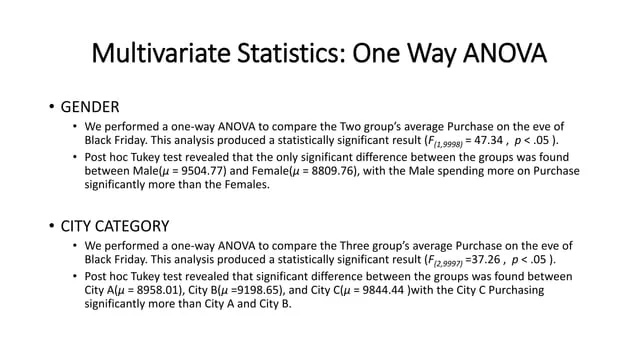 Multivariate Statistics: One Way ANOVA
• GENDER
• We performed a one-way ANOVA to compare the Two group's average Purchase on the eve of
Black Friday. This analysis produced a statistically significant result (F(1,9998) = 47.34 , p < .05 ).
• Post hoc Tukey test revealed that the only significant difference between the groups was found
between Male(μ = 9504.77) and Female(μ = 8809.76), with the Male spending more on Purchase
significantly more than the Females.
• CITY CATEGORY
• We performed a one-way ANOVA to compare the Three group's average Purchase on the eve of
Black Friday. This analysis produced a statistically significant result (F(2,9997) =37.26 , p < .05 ).
• Post hoc Tukey test revealed that significant difference between the groups was found between
City A(μ = 8958.01), City B(μ =9198.65), and City C(μ = 9844.44 )with the City C Purchasing
significantly more than City A and City B.